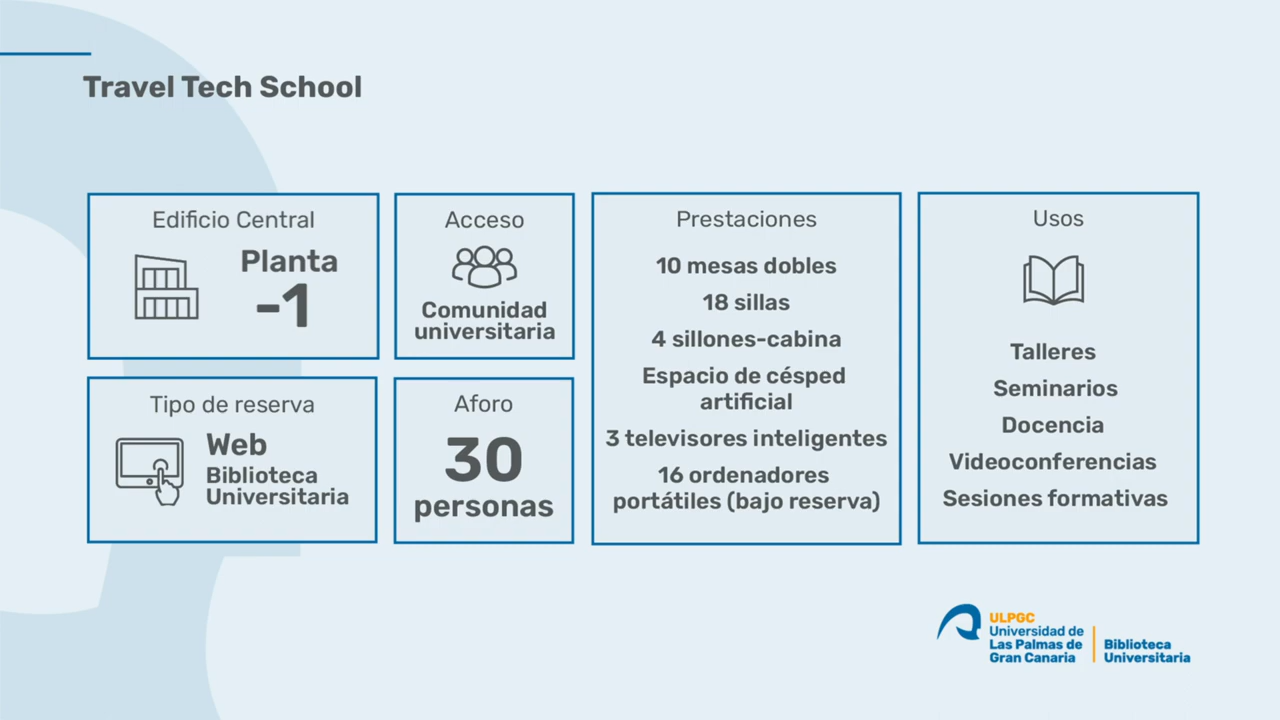 Travel Tech School
Edificio Central
Planta
-1
Acceso
Comunidad
universitaria
Tipo de reserva
Web
Biblioteca
Universitaria
Aforo
30
personas
Prestaciones
10 mesas dobles
18 sillas
4 sillones-cabina
Espacio de césped
artificial
3 televisores inteligentes
16 ordenadores
portátiles (bajo reserva)
Usos
Talleres
Seminarios
Docencia
Videoconferencias
Sesiones formativas
ULPGC
Universidad de
Las Palmas de
Gran Canaria
Biblioteca
Universitaria